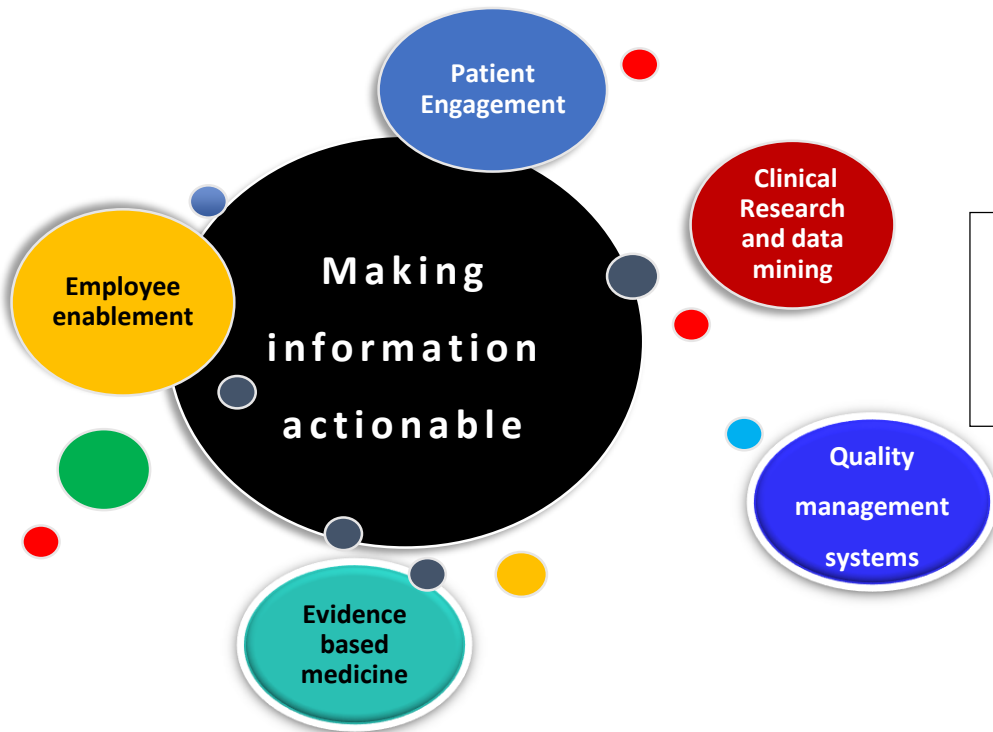 Patient
Engagement
Clinical
Research
and data
mining
Making
information
actionable
Employee
enablement
Quality
management
systems
Evidence
based
medicine